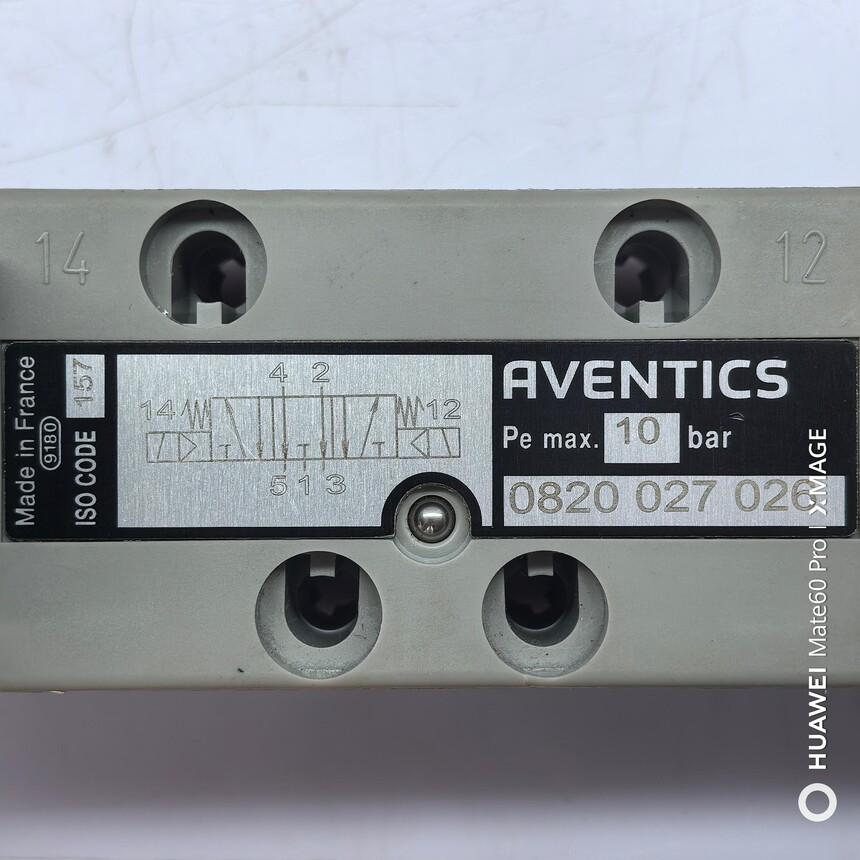 14
12
Made in France
9180
ISO CODE 157
4 2
14 12
5 1 3
AVENTICS
Pe max. 10 bar
0820 027 026
HUAWEI Mate60 Pro | XMAGE